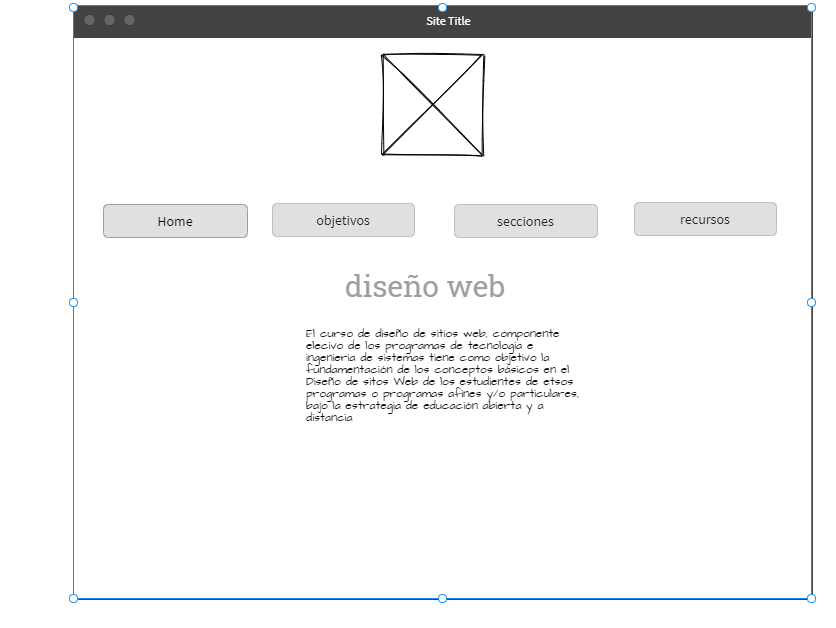 Site Title
Home objetivos secciones recursos
diseño web
El curso de diseño de sitios web, componente
elecivo de los programas de tecnología e
ingeniería de sistemas tiene como objetivo la
fundamentación de los conceptos básicos en el
Diseño de sitos Web de los estudientes de etsos
programas o programas afines y/o particulares,
bajo la estrategia de educación abierta y a
distancia